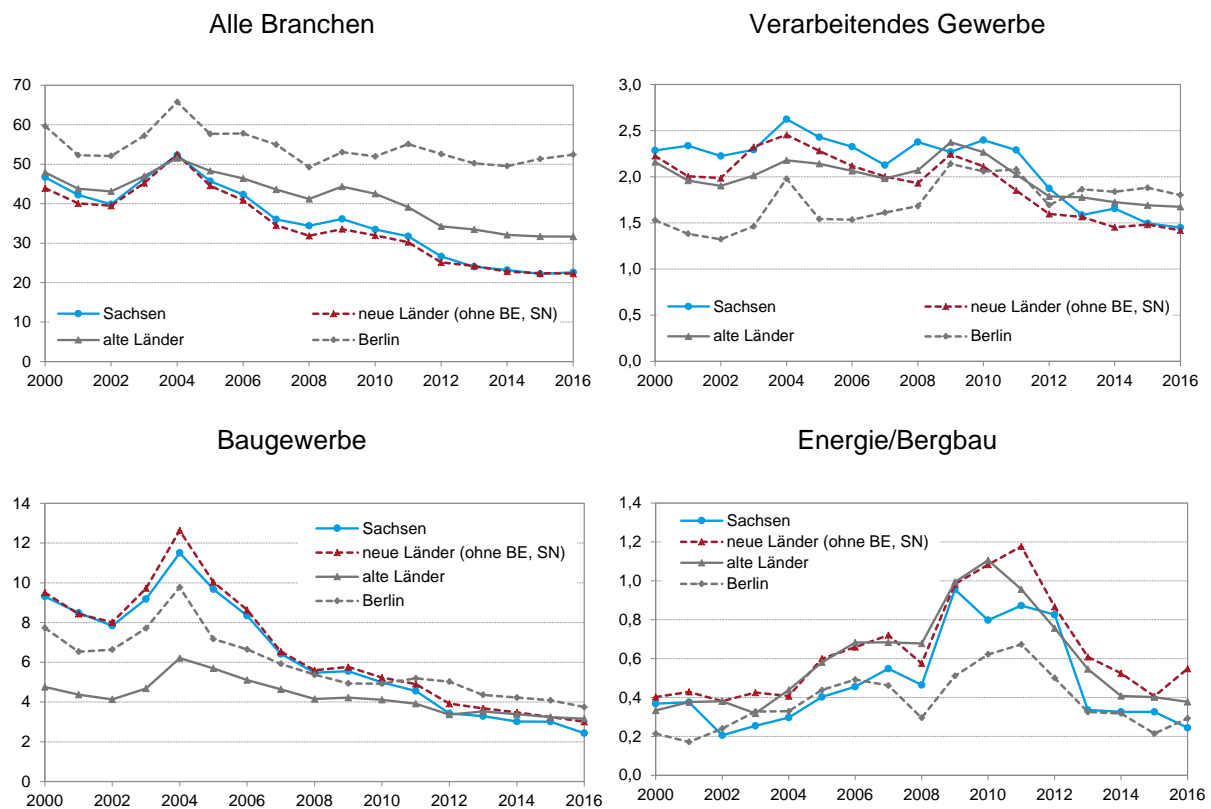 Alle Branchen
70
60
50
40
30
20
10
0
Sachsen
neue Länder (ohne BE, SN)
alte Länder
Berlin
2000 2002 2004 2006 2008 2010 2012 2014 2016
Verarbeitendes Gewerbe
3,0
2,5
2,0
1,5
1,0
0,5
0,0
Sachsen
neue Länder (ohne BE, SN)
alte Länder
Berlin
2000 2002 2004 2006 2008 2010 2012 2014 2016
Baugewerbe
14
12
10
8
6
4
2
0
Sachsen
neue Länder (ohne BE, SN)
alte Länder
Berlin
2000 2002 2004 2006 2008 2010 2012 2014 2016
Energie/Bergbau
1,4
1,2
1,0
0,8
0,6
0,4
0,2
0,0
Sachsen
neue Länder (ohne BE, SN)
alte Länder
Berlin
2000 2002 2004 2006 2008 2010 2012 2014 2016